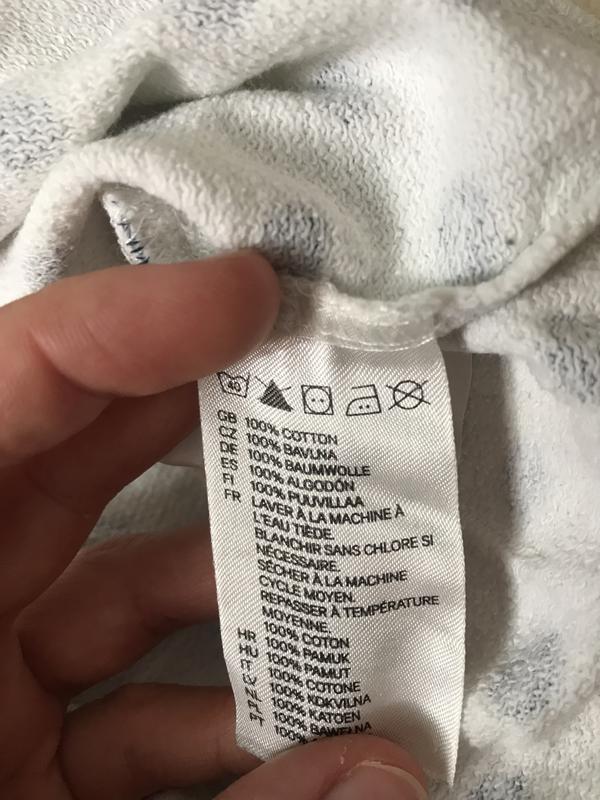 40
GB 100% COTTON
CZ 100% BAVLNA
DE 100% BAUMWOLLE
ES 100% ALGODÓN
FI 100% PUUVILLAA
FR LAVER À LA MACHINE À
L'EAU TIÈDE.
BLANCHIR SANS CHLORE SI
NÉCESSAIRE.
SÉCHER À LA MACHINE
CYCLE MOYEN.
REPASSER À TEMPÉRATURE
MOYENNE.
100% COTON
HR 100% PAMUK
HU 100% PAMUT
IT 100% COTONE
LV 100% KOKVILNA
NL 100% KATOEN
PL 100% BAWEŁNA
100%